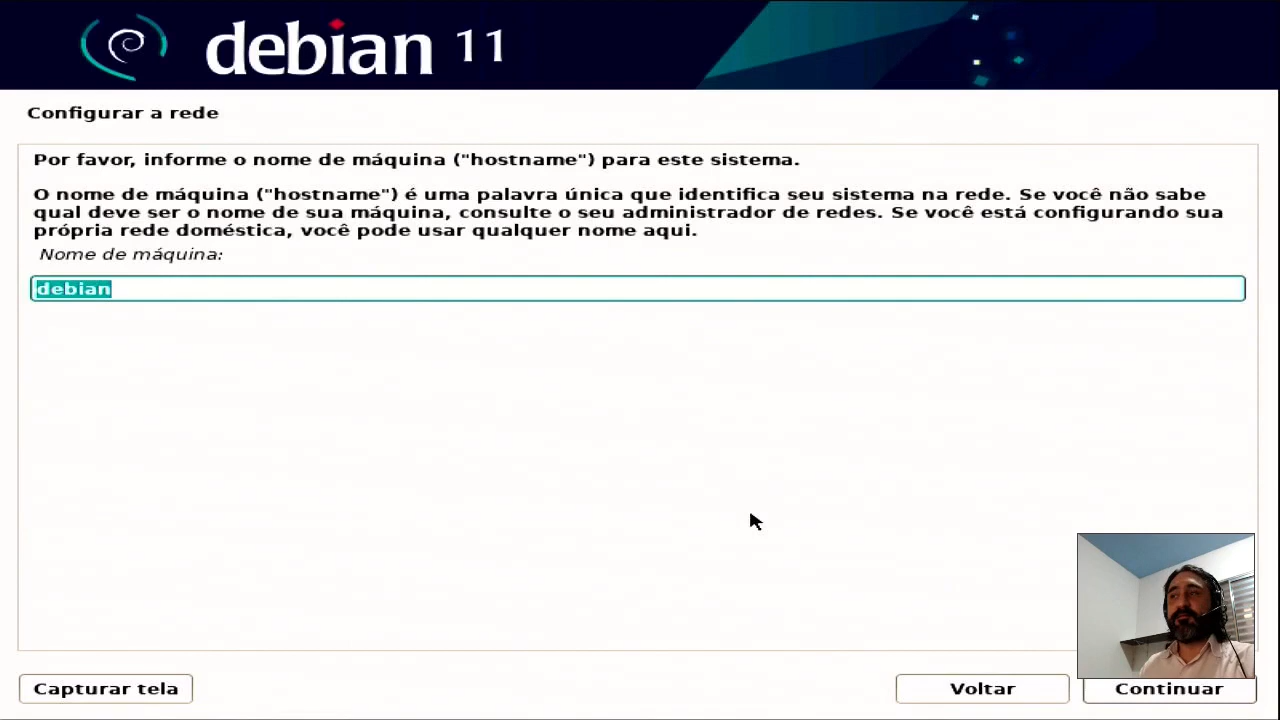 debian 11
Configurar a rede
Por favor, informe o nome de máquina ("hostname") para este sistema.
O nome de máquina ("hostname") é uma palavra única que identifica seu sistema na rede. Se você não sabe
qual deve ser o nome de sua máquina, consulte o seu administrador de redes. Se você está configurando sua
própria rede doméstica, você pode usar qualquer nome aqui.
Nome de máquina:
debian
Capturar tela
Voltar
Continuar